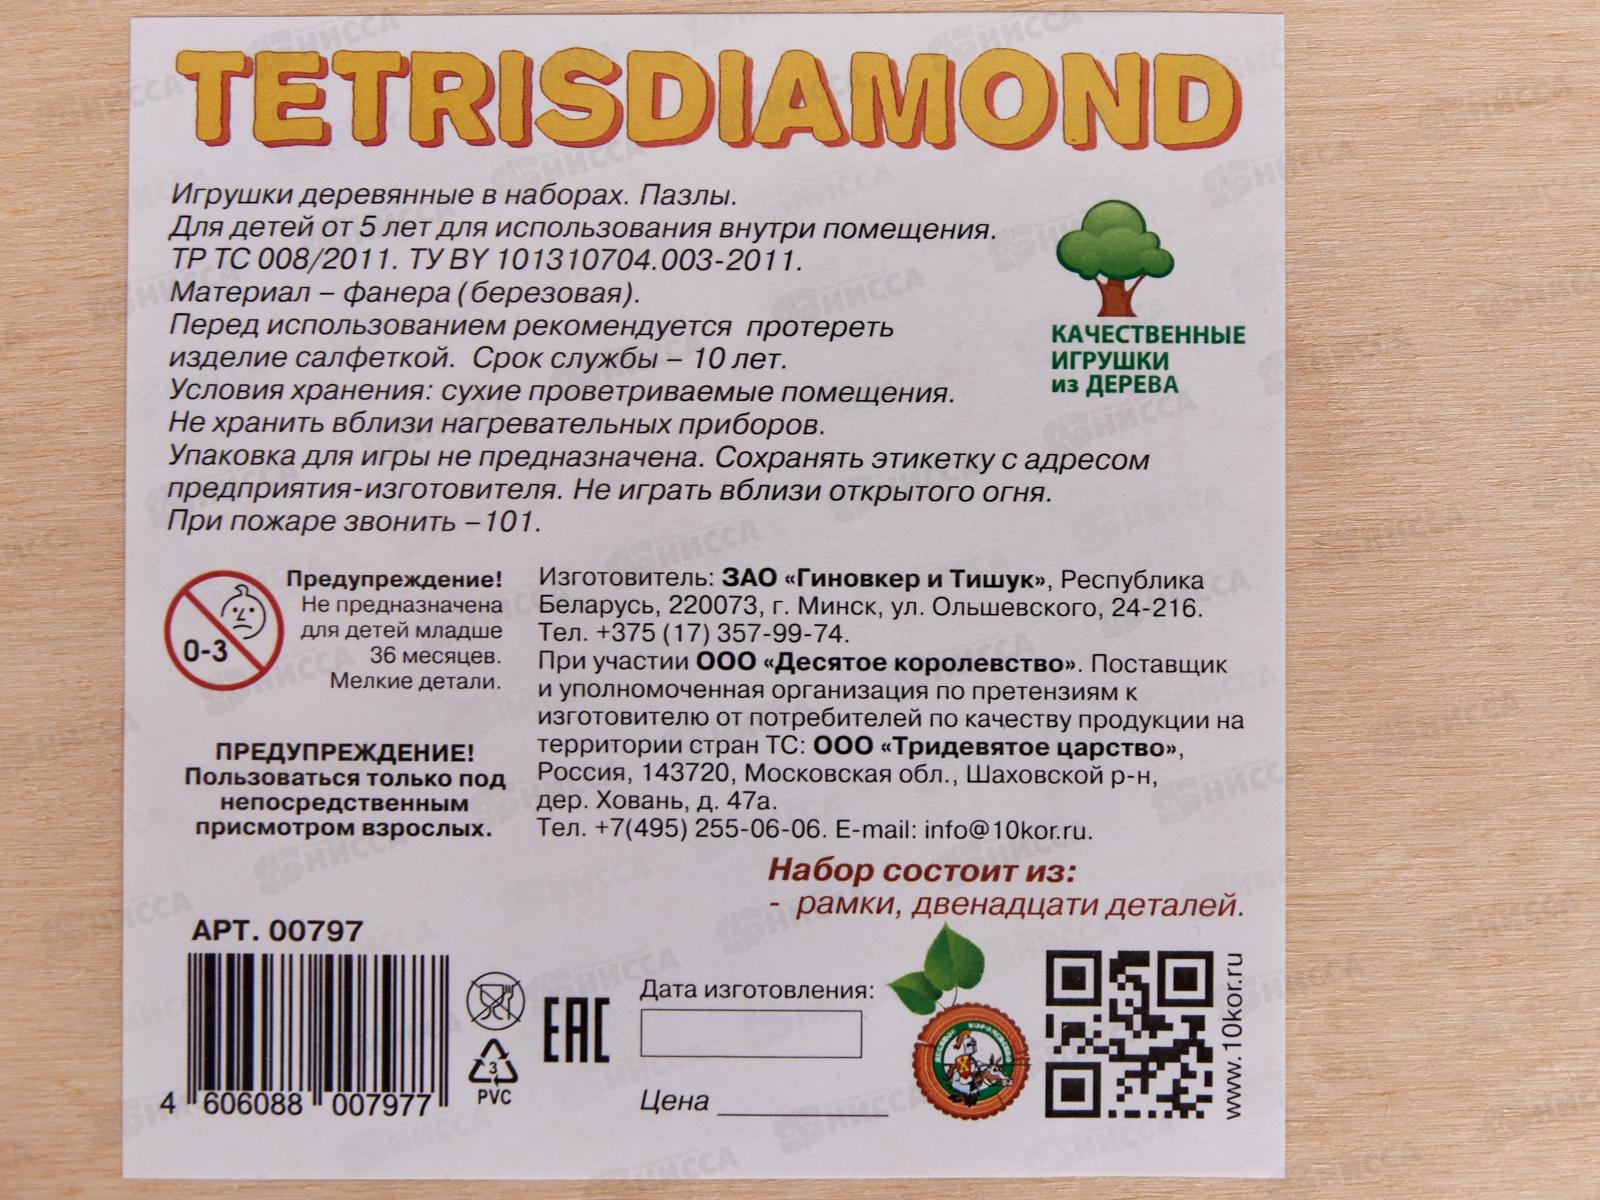 TETRISDIAMOND
Игрушки деревянные в наборах. Пазлы.
Для детей от 5 лет для использования внутри помещения.
ТР ТС 008/2011. ТУ BY 101310704.003-2011.
Материал – фанера (березовая).
Перед использованием рекомендуется протереть
изделие салфеткой. Срок службы – 10 лет.
Условия хранения: сухие проветриваемые помещения.
Не хранить вблизи нагревательных приборов.
Упаковка для игры не предназначена. Сохранять этикетку с адресом
предприятия-изготовителя. Не играть вблизи открытого огня.
При пожаре звонить –101.
КАЧЕСТВЕННЫЕ
ИГРУШКИ
из ДЕРЕВА
0-3
Предупреждение!
Не предназначена
для детей младше
36 месяцев.
Мелкие детали.
ПРЕДУПРЕЖДЕНИЕ!
Пользоваться только под
непосредственным
присмотром взрослых.
Изготовитель: ЗАО «Гиновкер и Тишук», Республика
Беларусь, 220073, г. Минск, ул. Ольшевского, 24-216.
Тел. +375 (17) 357-99-74.
При участии ООО «Десятое королевство». Поставщик
и уполномоченная организация по претензиям к
изготовителю от потребителей по качеству продукции на
территории стран ТС: ООО «Тридевятое царство»,
Россия, 143720, Московская обл., Шаховской р-н,
дер. Ховань, д. 47а.
Тел. +7(495) 255-06-06. E-mail: info@10kor.ru.
Набор состоит из:
- рамки, двенадцати деталей.
АРТ. 00797
4 606088 007977
3
PVC
EAC
Дата изготовления:
Цена
ДЕСЯТОЕ КОРОЛЕВСТВО
www.10kor.ru
НИССА